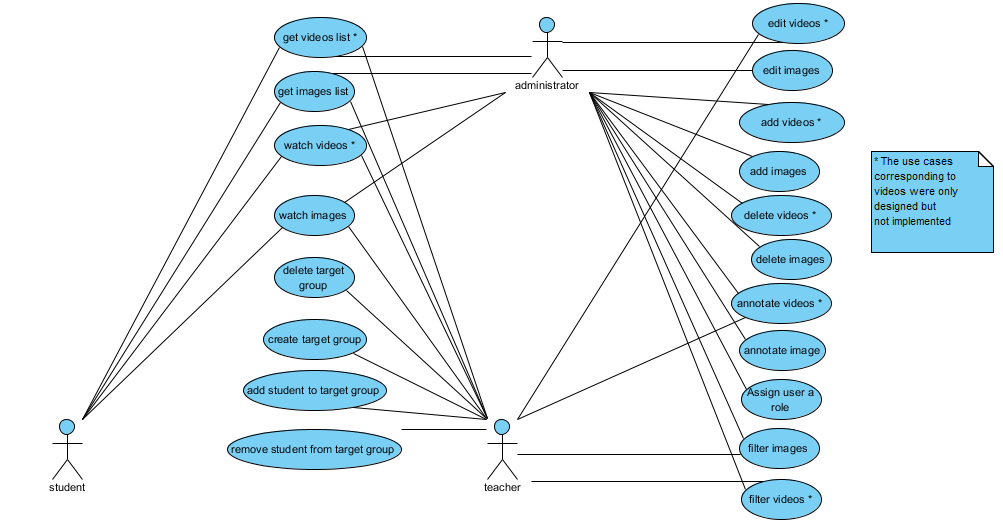 get videos list *
get images list
watch videos *
watch images
delete target
group
create target group
add student to target group
remove student from target group
student
administrator
teacher
edit videos *
edit images
add videos *
add images
delete videos *
delete images
annotate videos *
annotate image
Assign user a
role
filter images
filter videos *
* The use cases
corresponding to
videos were only
designed but
not implemented